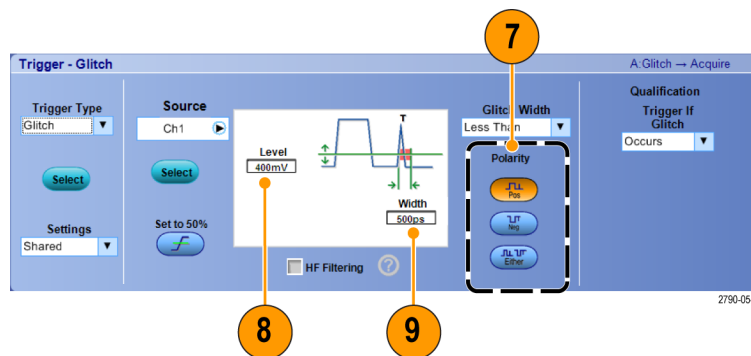 7
Trigger - Glitch
A:Glitch → Acquire
Trigger Type
Glitch
Select
Settings
Shared
Source
Ch1
Select
Set to 50%
Level
400mV
T
Width
500ps
HF Filtering
?
Glitch Width
Less Than
Polarity
Pos
Neg
Either
Qualification
Trigger If
Glitch
Occurs
2790-05
8
9